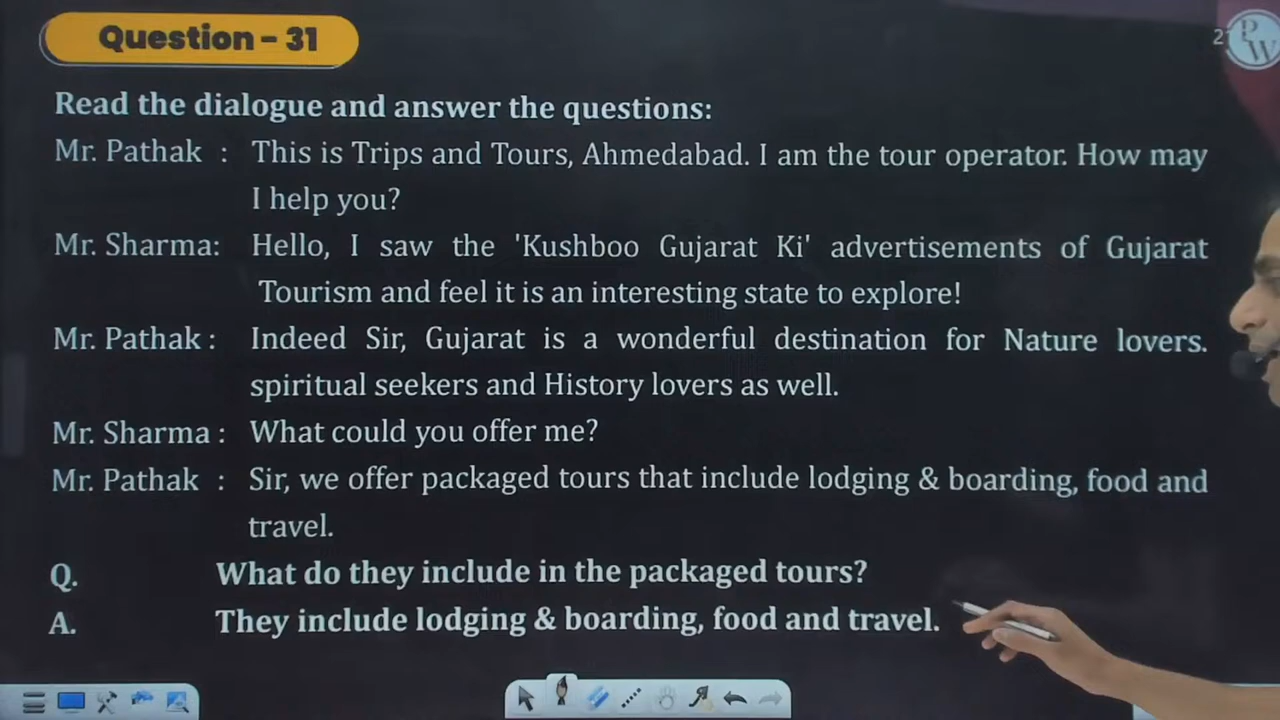 Question - 31
2
PW
Read the dialogue and answer the questions:
Mr. Pathak : This is Trips and Tours, Ahmedabad. I am the tour operator. How may
I help you?
Mr. Sharma: Hello, I saw the 'Kushboo Gujarat Ki' advertisements of Gujarat
Tourism and feel it is an interesting state to explore!
Mr. Pathak : Indeed Sir, Gujarat is a wonderful destination for Nature lovers.
spiritual seekers and History lovers as well.
Mr. Sharma : What could you offer me?
Mr. Pathak : Sir, we offer packaged tours that include lodging & boarding, food and
travel.
Q. What do they include in the packaged tours?
A. They include lodging & boarding, food and travel.